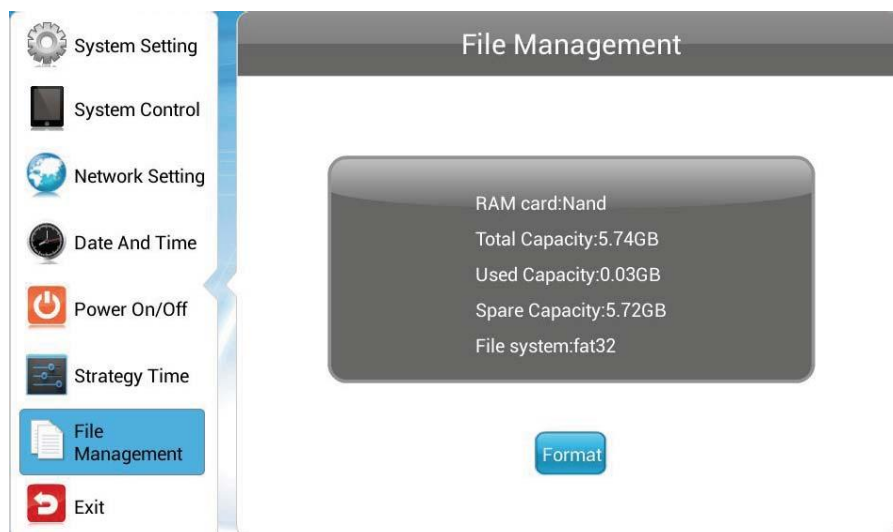 System Setting
System Control
Network Setting
Date And Time
Power On/Off
Strategy Time
File
Management
Exit
File Management
RAM card:Nand
Total Capacity:5.74GB
Used Capacity:0.03GB
Spare Capacity:5.72GB
File system:fat32
Format